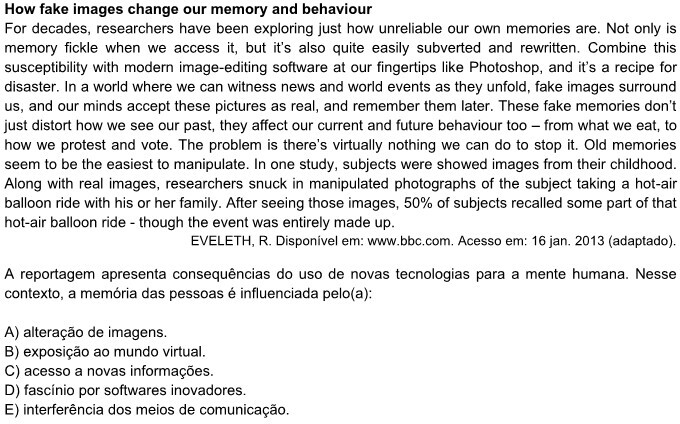 How fake images change our memory and behaviour
For decades, researchers have been exploring just how unreliable our own memories are. Not only is
memory fickle when we access it, but it's also quite easily subverted and rewritten. Combine this
susceptibility with modern image-editing software at our fingertips like Photoshop, and it's a recipe for
disaster. In a world where we can witness news and world events as they unfold, fake images surround
us, and our minds accept these pictures as real, and remember them later. These fake memories don't
just distort how we see our past, they affect our current and future behaviour too – from what we eat, to
how we protest and vote. The problem is there's virtually nothing we can do to stop it. Old memories
seem to be the easiest to manipulate. In one study, subjects were showed images from their childhood.
Along with real images, researchers snuck in manipulated photographs of the subject taking a hot-air
balloon ride with his or her family. After seeing those images, 50% of subjects recalled some part of that
hot-air balloon ride - though the event was entirely made up.
EVELETH, R. Disponível em: www.bbc.com. Acesso em: 16 jan. 2013 (adaptado).
A reportagem apresenta consequências do uso de novas tecnologias para a mente humana. Nesse
contexto, a memória das pessoas é influenciada pelo(a):
A) alteração de imagens.
B) exposição ao mundo virtual.
C) acesso a novas informações.
D) fascínio por softwares inovadores.
E) interferência dos meios de comunicação.